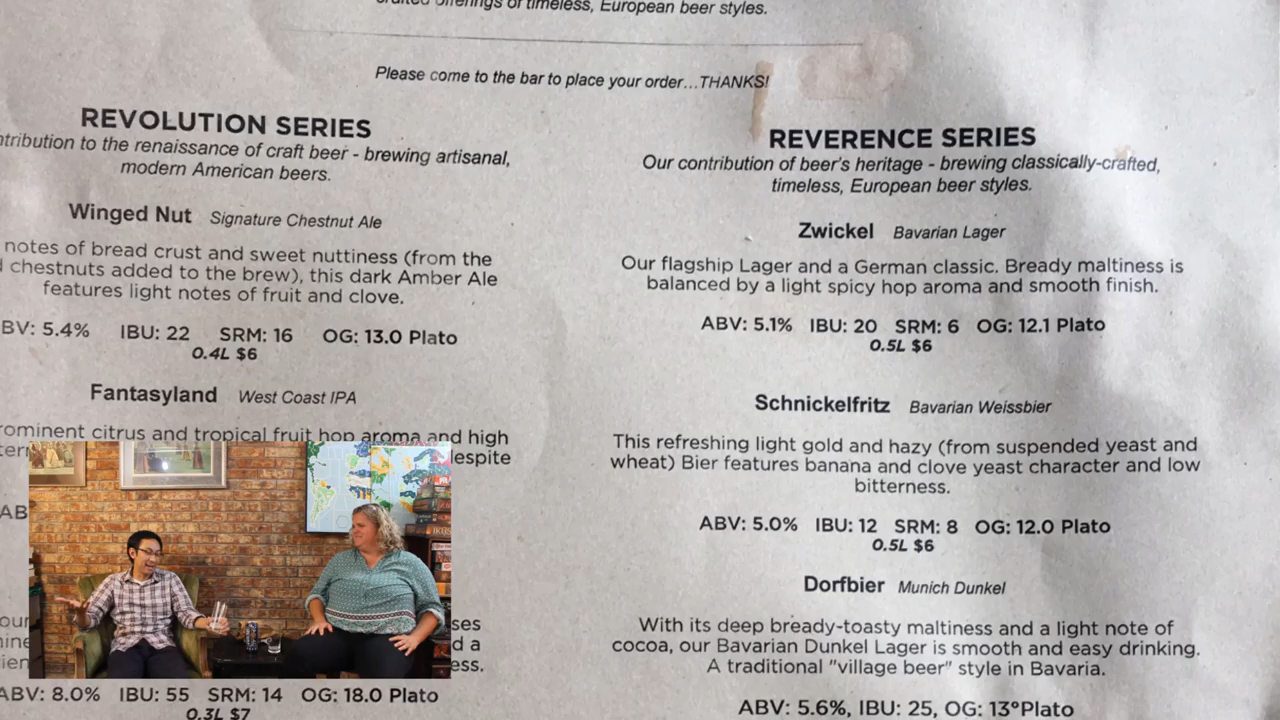 crafted offerings of timeless, European beer styles.
Please come to the bar to place your order...THANKS!
REVOLUTION SERIES
ntribution to the renaissance of craft beer - brewing artisanal,
modern American beers.
Winged Nut Signature Chestnut Ale
notes of bread crust and sweet nuttiness (from the
chestnuts added to the brew), this dark Amber Ale
features light notes of fruit and clove.
BV: 5.4% IBU: 22 SRM: 16 OG: 13.0 Plato
0.4L $6
Fantasyland West Coast IPA
rominent citrus and tropical fruit hop aroma and high
despite
AB
our
ses
d a
ess.
ABV: 8.0% IBU: 55 SRM: 14 OG: 18.0 Plato
0.3L $7
REVERENCE SERIES
Our contribution of beer's heritage - brewing classically-crafted,
timeless, European beer styles.
Zwickel Bavarian Lager
Our flagship Lager and a German classic. Bready maltiness is
balanced by a light spicy hop aroma and smooth finish.
ABV: 5.1% IBU: 20 SRM: 6 OG: 12.1 Plato
0.5L $6
Schnickelfritz Bavarian Weissbier
This refreshing light gold and hazy (from suspended yeast and
wheat) Bier features banana and clove yeast character and low
bitterness.
ABV: 5.0% IBU: 12 SRM: 8 OG: 12.0 Plato
0.5L $6
Dorfbier Munich Dunkel
With its deep bready-toasty maltiness and a light note of
cocoa, our Bavarian Dunkel Lager is smooth and easy drinking.
A traditional "village beer" style in Bavaria.
ABV: 5.6%, IBU: 25, OG: 13°Plato